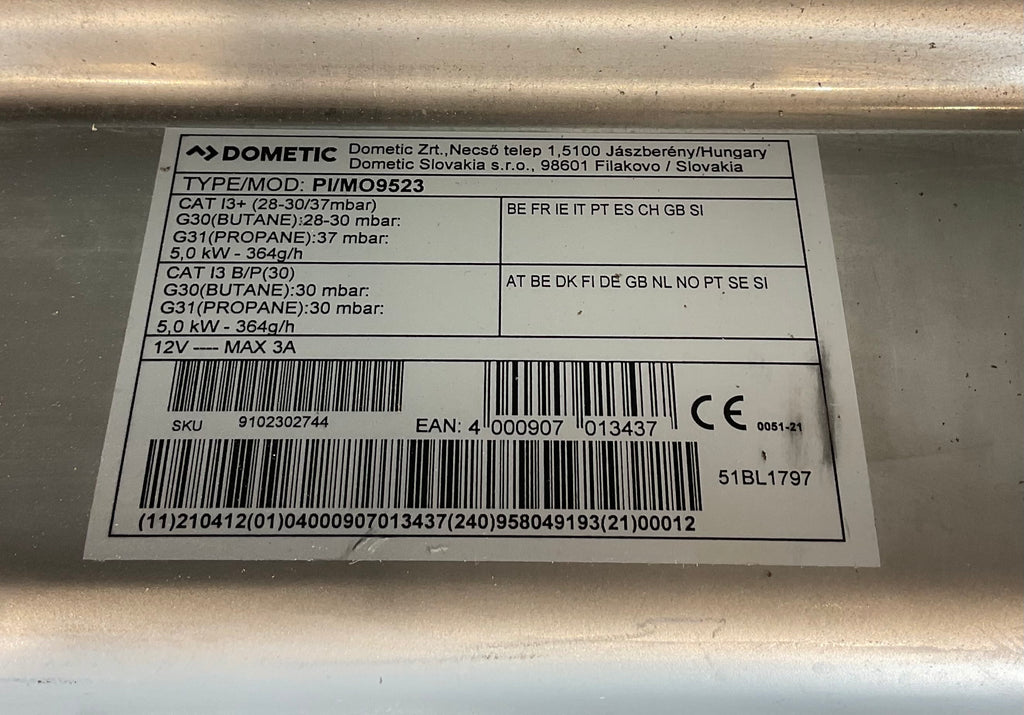 DOMETIC
Dometic Zrt.,Necső telep 1,5100 Jászberény/Hungary
Dometic Slovakia s.r.o., 98601 Filakovo / Slovakia
TYPE/MOD: PI/MO9523
CAT I3+ (28-30/37mbar)
G30(BUTANE):28-30 mbar:
G31(PROPANE):37 mbar:
5,0 kW - 364g/h
BE FR IE IT PT ES CH GB SI
CAT I3 B/P(30)
G30(BUTANE):30 mbar:
G31(PROPANE):30 mbar:
5,0 kW - 364g/h
AT BE DK FI DE GB NL NO PT SE SI
12V ---- MAX 3A
SKU 9102302744
EAN: 4 000907 013437
CE 0051-21
51BL1797
(11)210412(01)04000907013437(240)958049193(21)00012